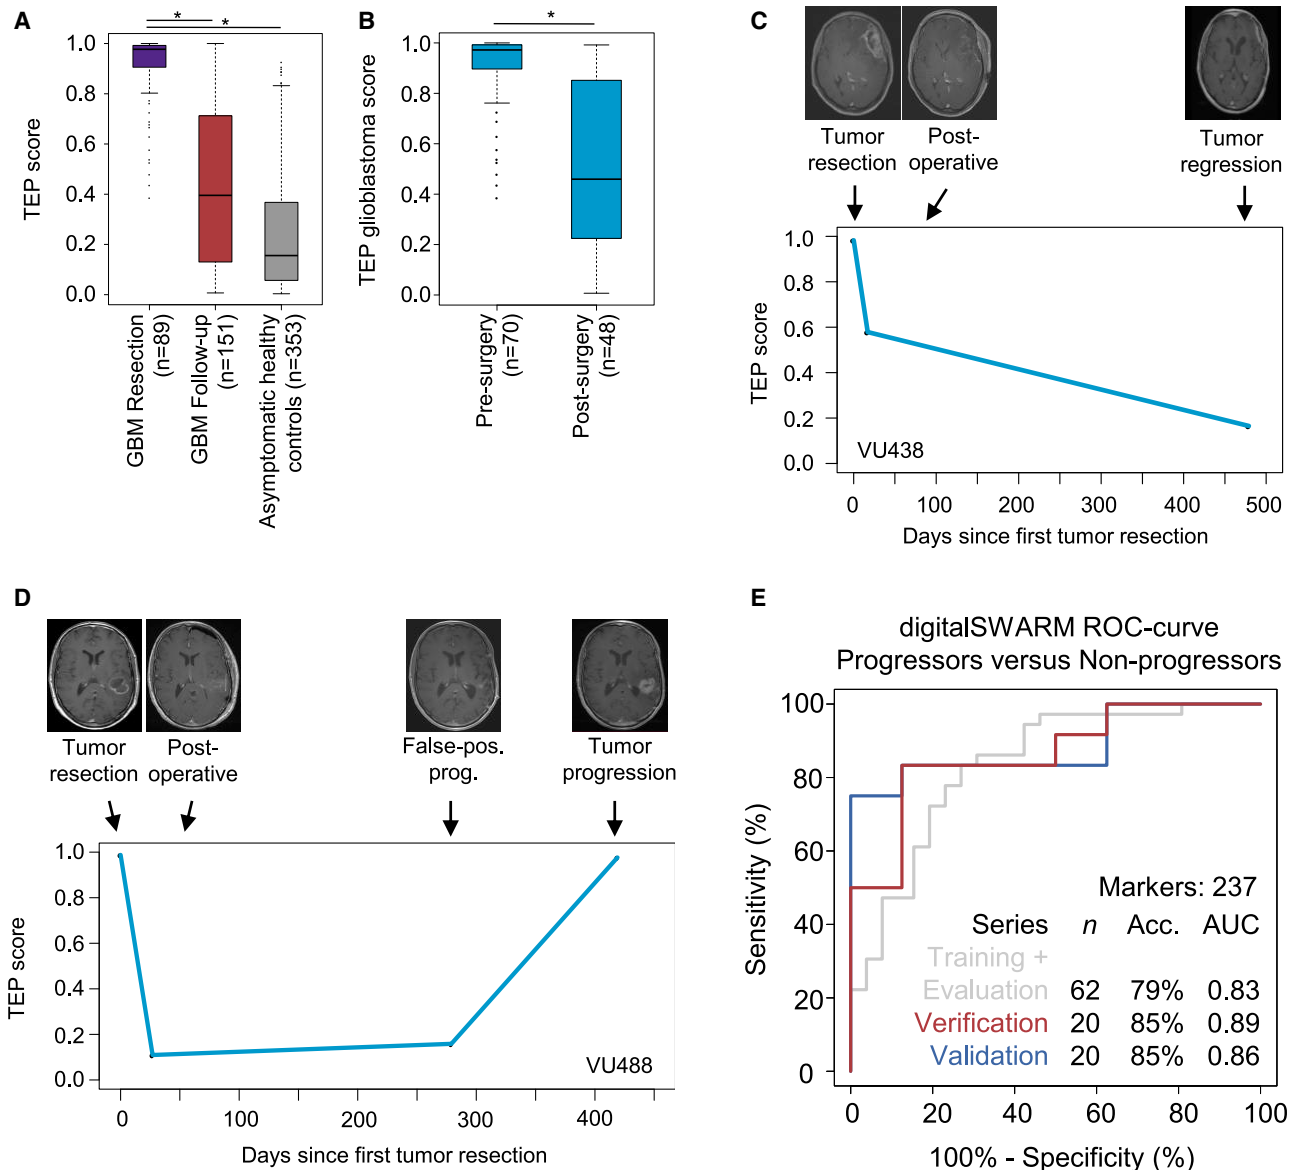 A
*
*
TEP score
1.0
0.8
0.6
0.4
0.2
0.0
GBM Resection
(n=89)
GBM Follow-up
(n=151)
Asymptomatic healthy
controls (n=353)
B
*
TEP glioblastoma score
1.0
0.8
0.6
0.4
0.2
0.0
Pre-surgery
(n=70)
Post-surgery
(n=48)
C
Tumor
resection
Post-
operative
Tumor
regression
TEP score
1.0
0.8
0.6
0.4
0.2
0.0
VU438
0 100 200 300 400 500
Days since first tumor resection
D
Tumor
resection
Post-
operative
False-pos.
prog.
Tumor
progression
TEP score
1.0
0.8
0.6
0.4
0.2
0.0
VU488
0 100 200 300 400
Days since first tumor resection
E
digitalSWARM ROC-curve
Progressors versus Non-progressors
Sensitivity (%)
100
80
60
40
20
0
Markers: 237
Series n Acc. AUC
Training +
Evaluation 62 79% 0.83
Verification 20 85% 0.89
Validation 20 85% 0.86
0 20 40 60 80 100
100% - Specificity (%)